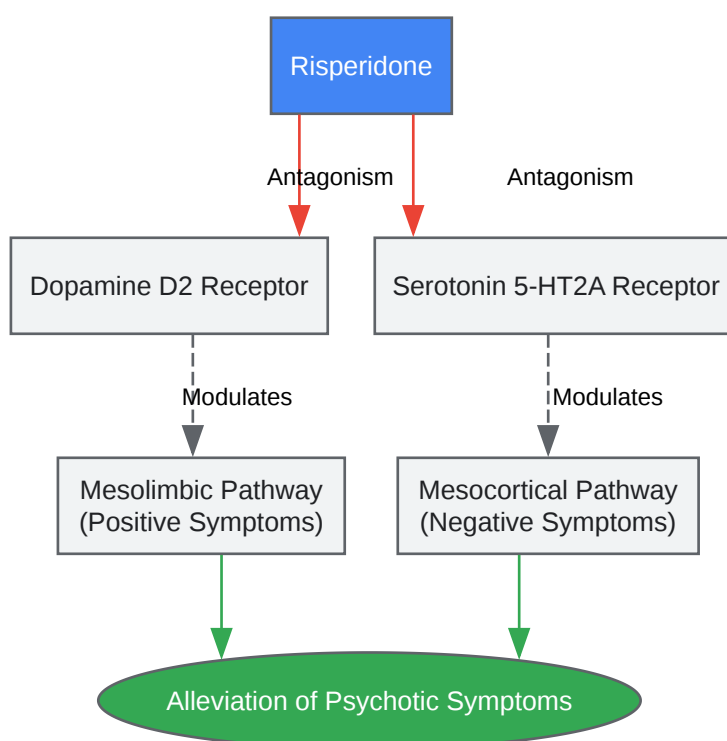 Risperidone
Antagonism
Antagonism
Dopamine D2 Receptor
Serotonin 5-HT2A Receptor
Modulates
Modulates
Mesolimbic Pathway
(Positive Symptoms)
Mesocortical Pathway
(Negative Symptoms)
Alleviation of Psychotic Symptoms